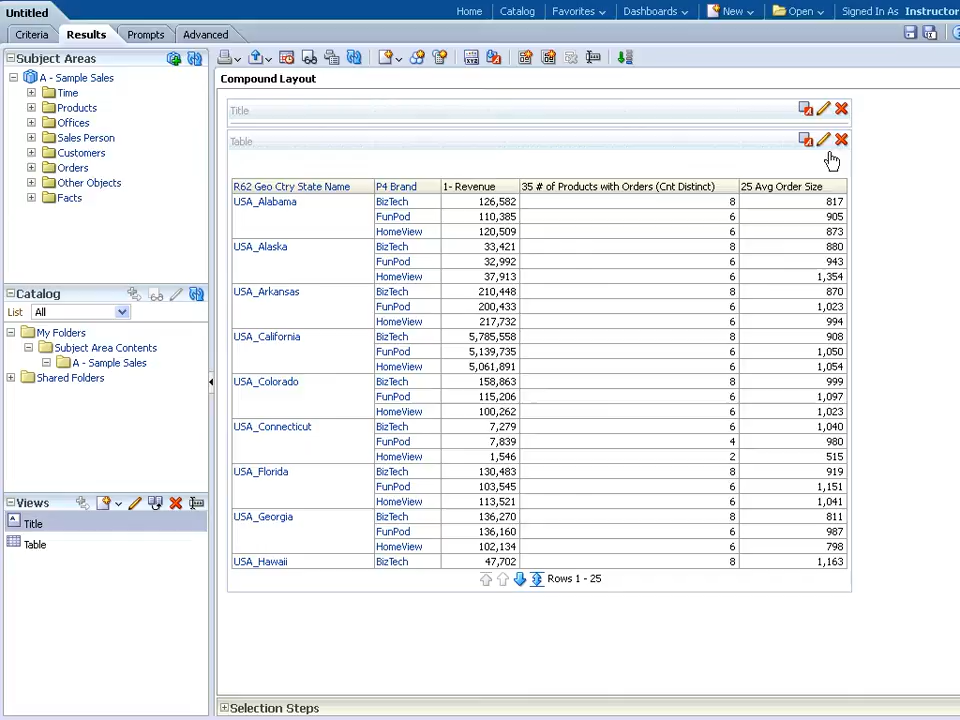 Untitled
Home Catalog Favorites Dashboards New Open Signed In As Instructor
Criteria Results Prompts Advanced
Subject Areas
A - Sample Sales
Time
Products
Offices
Sales Person
Customers
Orders
Other Objects
Facts
Catalog
List All
My Folders
Subject Area Contents
A - Sample Sales
Shared Folders
Views
Title
Table
Compound Layout
Title
Table
R62 Geo Ctry State Name P4 Brand 1- Revenue 35 # of Products with Orders (Cnt Distinct) 25 Avg Order Size
USA_Alabama BizTech 126,582 8 817
FunPod 110,385 6 905
HomeView 120,509 6 873
USA_Alaska BizTech 33,421 8 880
FunPod 32,992 6 943
HomeView 37,913 6 1,354
USA_Arkansas BizTech 210,448 8 870
FunPod 200,433 6 1,023
HomeView 217,732 6 994
USA_California BizTech 5,785,558 8 908
FunPod 5,139,735 6 1,050
HomeView 5,061,891 6 1,054
USA_Colorado BizTech 158,863 8 999
FunPod 115,206 6 1,097
HomeView 100,262 6 1,023
USA_Connecticut BizTech 7,279 6 1,040
FunPod 7,839 4 980
HomeView 1,546 2 515
USA_Florida BizTech 130,483 8 919
FunPod 103,545 6 1,151
HomeView 113,521 6 1,041
USA_Georgia BizTech 136,270 8 811
FunPod 136,160 6 987
HomeView 102,134 6 798
USA_Hawaii BizTech 47,702 8 1,163
Rows 1 - 25
Selection Steps